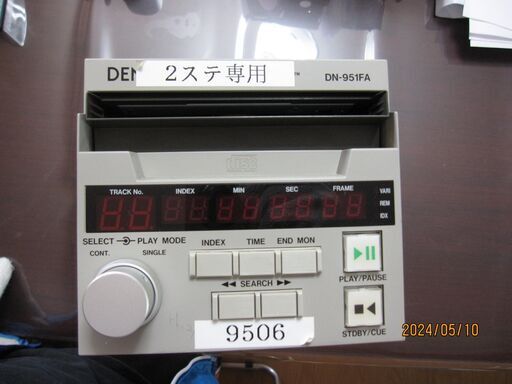 DEN
2ステ専用
DN-951FA
TRACK No. INDEX MIN SEC FRAME
VARI
REM
IDX
SELECT PLAY MODE
CONT. SINGLE
INDEX TIME END MON
◀◀ SEARCH ▶▶
PLAY/PAUSE
STDBY/CUE
9506
2024/05/10